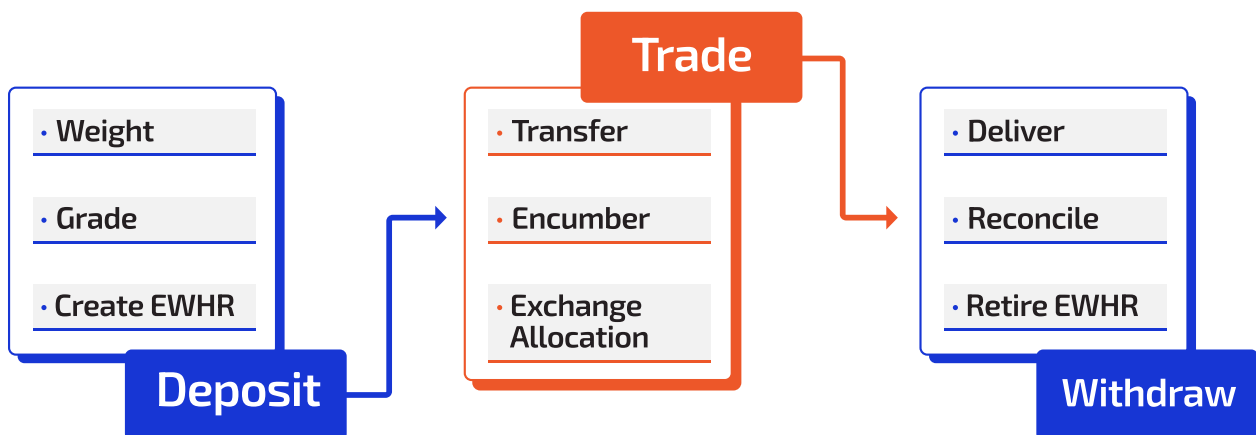 • Weight
• Grade
• Create EWHR
Deposit
Trade
• Transfer
• Encumber
• Exchange
Allocation
• Deliver
• Reconcile
• Retire EWHR
Withdraw